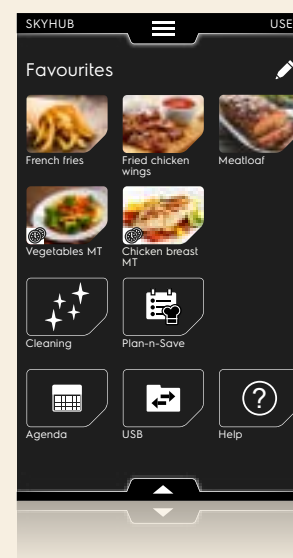 SKYHUB
USE
Favourites
French fries
Fried chicken
wings
Meatloaf
Vegetables MT
Chicken breast
MT
Cleaning
Plan-n-Save
Agenda
USB
?
Help